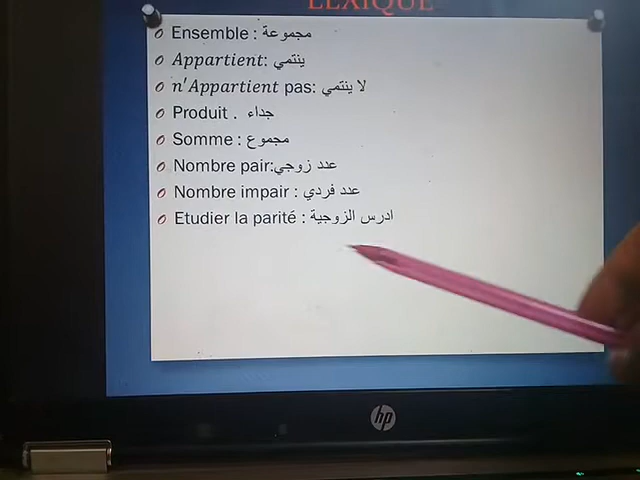 LEXIQUE
Ensemble : مجموعة
Appartient: ينتمي
n'Appartient pas: لا ينتمي
Produit . جداء
Somme : مجموع
Nombre pair:عدد زوجي
Nombre impair : عدد فردي
Etudier la parité : ادرس الزوجية
hp